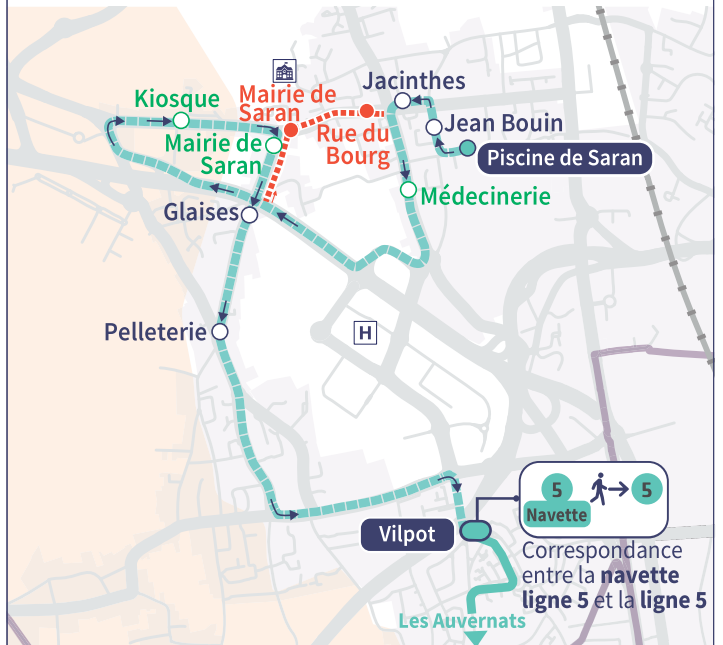 Jacinthes
Kiosque
Mairie de
Saran
Jean Bouin
Rue du
Bourg
Mairie de
Saran
Piscine de Saran
Médecinerie
Glaises
Pelleterie
H
5
5
Navette
Vilpot
Correspondance
entre la navette
ligne 5 et la ligne 5
Les Auvernats